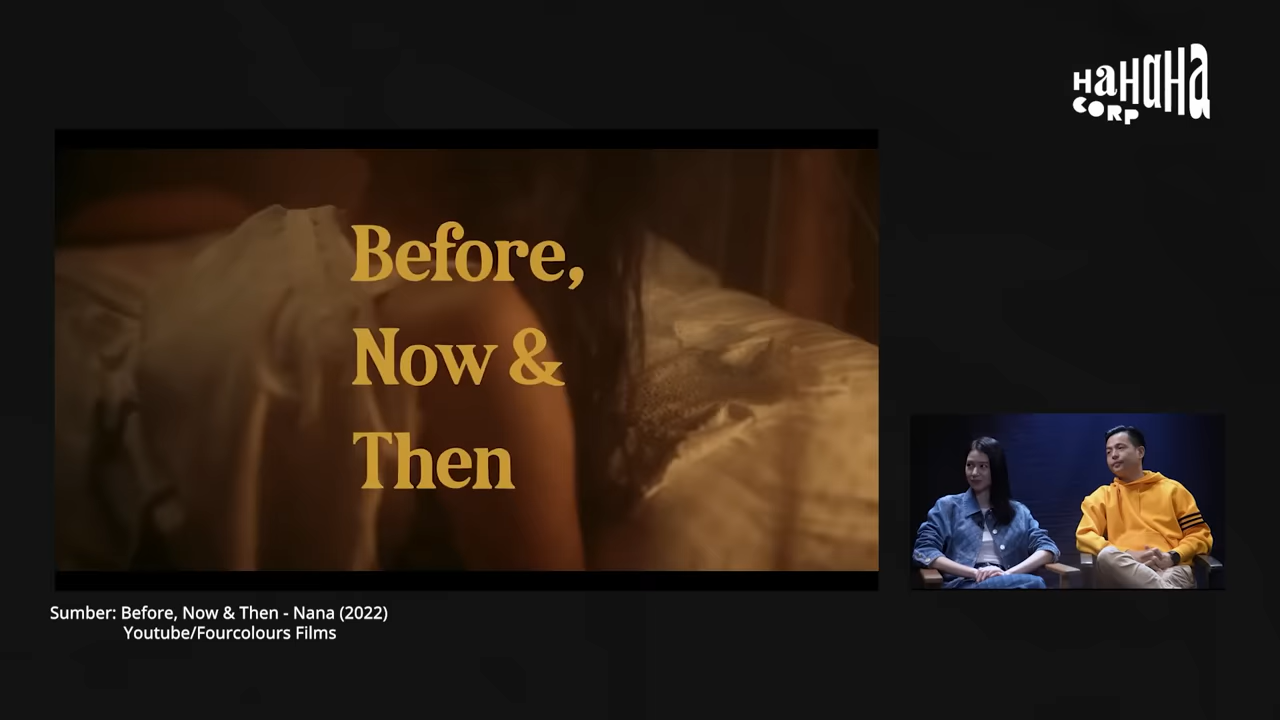 HaHaHa
CORP
Before,
Now &
Then
Sumber: Before, Now & Then - Nana (2022)
Youtube/Fourcolours Films